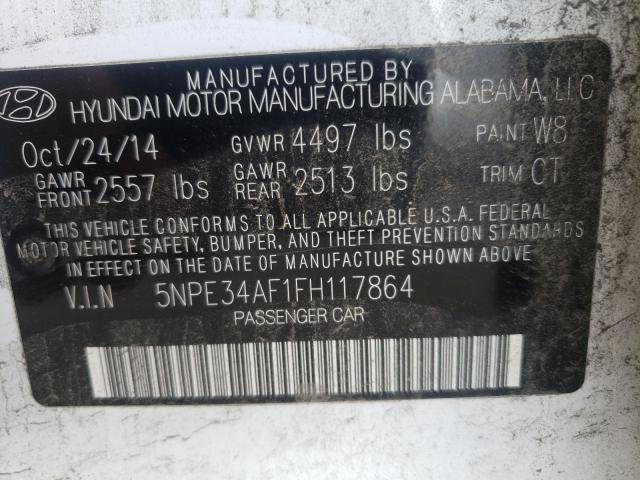 MANUFACTURED BY
HYUNDAI MOTOR MANUFACTURING ALABAMA, LLC
Oct/24/14 GVWR 4497 lbs PAINT W8
GAWR FRONT 2557 lbs GAWR REAR 2513 lbs TRIM CT
THIS VEHICLE CONFORMS TO ALL APPLICABLE U.S.A. FEDERAL
MOTOR VEHICLE SAFETY, BUMPER, AND THEFT PREVENTION STANDARDS
IN EFFECT ON THE DATE OF MANUFACTURE SHOWN ABOVE
V.I.N 5NPE34AF1FH117864
PASSENGER CAR